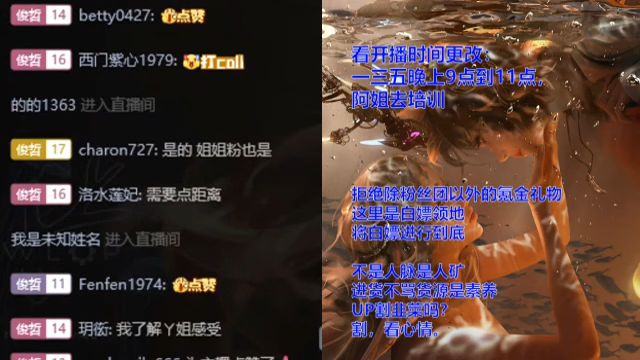 俊哲 14 betty0427: 点赞
俊哲 16 西门紫心1979: 打coll
的的1363 进入直播间
俊哲 17 charon727: 是的 姐姐粉也是
俊哲 16 洛水莲妃: 需要点距离
我是未知姓名 进入直播间
俊哲 11 Fenfen1974: 点赞
俊哲 14 玥侒: 我了解丫姐感受
看开播时间更改：
一三五晚上9点到11点，
阿姐去培训
拒绝除粉丝团以外的氪金礼物
这里是白嫖领地
将白嫖进行到底
不是人脉是人矿
进货不骂货源是素养
UP割韭菜吗？
割，看心情。